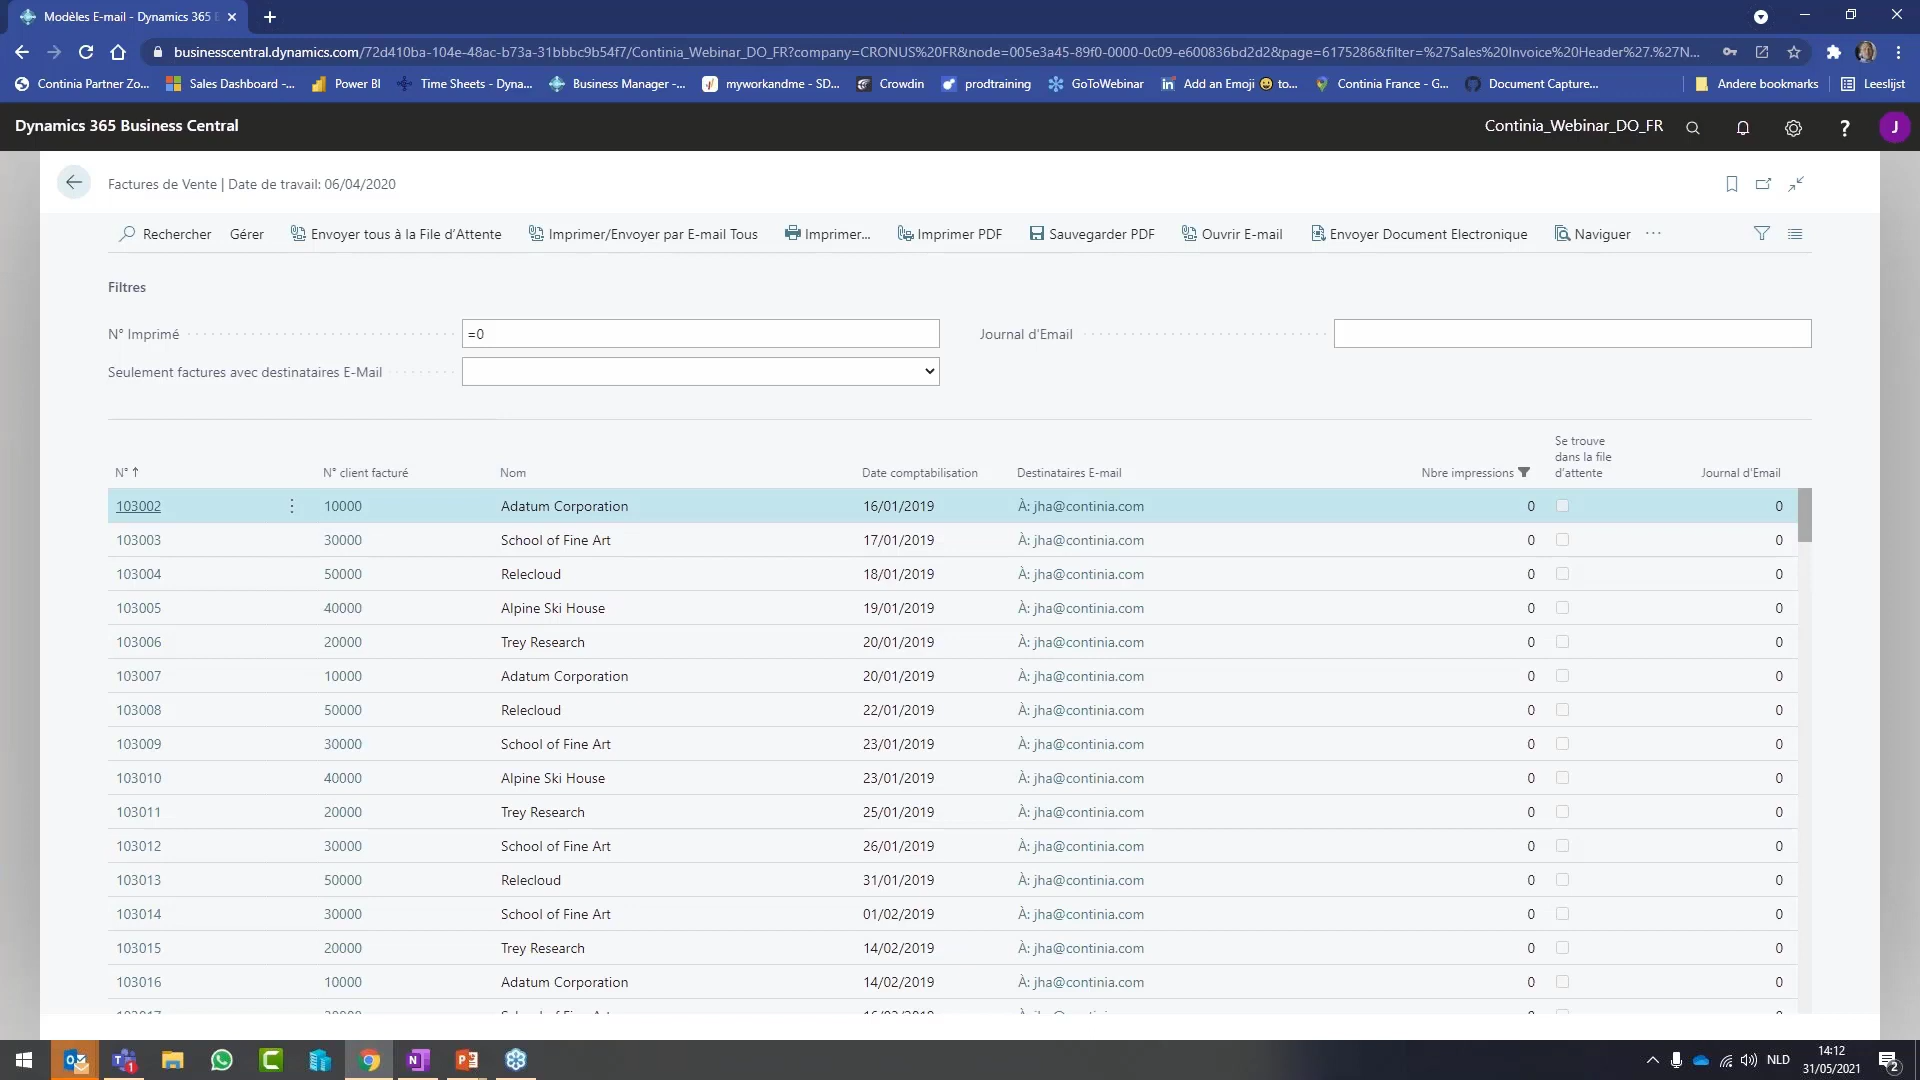 Modèles E-mail - Dynamics 365
businesscentral.dynamics.com/72d410ba-104e-48ac-b73a-31bbbc9b54f7/Continia_Webinar_DO_FR?company=CRONUS%20FR&node=005e3a45-89f0-0000-0c09-e600836bd2d2&page=6175286&filter=%27Sales%20Invoice%20Header%27.%27N...
Continia Partner Zo... Sales Dashboard -... Power BI Time Sheets - Dyna... Business Manager -... myworkandme - SD... Crowdin prodtraining GoToWebinar Add an Emoji 😀 to... Continia France - G... Document Capture... Andere bookmarks Leeslijst
Dynamics 365 Business Central Continia_Webinar_DO_FR ? J
Factures de Vente | Date de travail: 06/04/2020
Rechercher Gérer Envoyer tous à la File d'Attente Imprimer/Envoyer par E-mail Tous Imprimer... Imprimer PDF Sauvegarder PDF Ouvrir E-mail Envoyer Document Electronique Naviguer ...
Filtres
N° Imprimé =0 Journal d'Email
Seulement factures avec destinataires E-Mail
N° ↑ N° client facturé Nom Date comptabilisation Destinataires E-mail Nbre impressions Se trouve dans la file d'attente Journal d'Email
103002 10000 Adatum Corporation 16/01/2019 À: jha@continia.com 0 0
103003 30000 School of Fine Art 17/01/2019 À: jha@continia.com 0 0
103004 50000 Relecloud 18/01/2019 À: jha@continia.com 0 0
103005 40000 Alpine Ski House 19/01/2019 À: jha@continia.com 0 0
103006 20000 Trey Research 20/01/2019 À: jha@continia.com 0 0
103007 10000 Adatum Corporation 20/01/2019 À: jha@continia.com 0 0
103008 50000 Relecloud 22/01/2019 À: jha@continia.com 0 0
103009 30000 School of Fine Art 23/01/2019 À: jha@continia.com 0 0
103010 40000 Alpine Ski House 23/01/2019 À: jha@continia.com 0 0
103011 20000 Trey Research 25/01/2019 À: jha@continia.com 0 0
103012 30000 School of Fine Art 26/01/2019 À: jha@continia.com 0 0
103013 50000 Relecloud 31/01/2019 À: jha@continia.com 0 0
103014 30000 School of Fine Art 01/02/2019 À: jha@continia.com 0 0
103015 20000 Trey Research 14/02/2019 À: jha@continia.com 0 0
103016 10000 Adatum Corporation 14/02/2019 À: jha@continia.com 0 0
NLD 14:12
31/05/2021 2